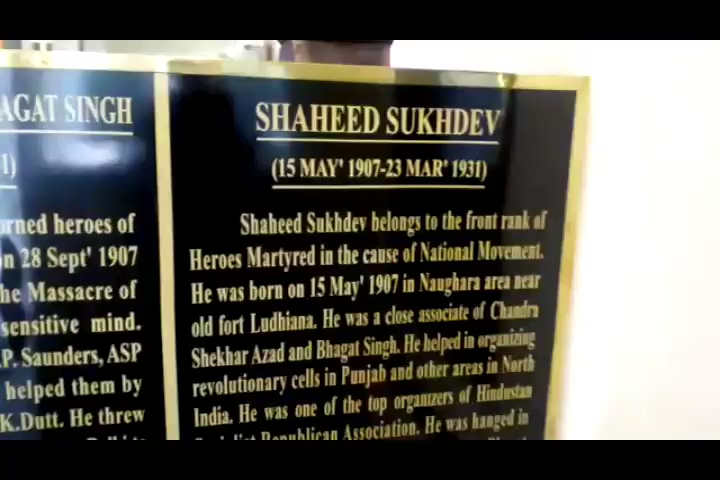 AGAT SINGH
1)
rned heroes of
n 28 Sept' 1907
he Massacre of
sensitive mind.
.P. Saunders, ASP
helped them by
K.Dutt. He threw
SHAHEED SUKHDEV
(15 MAY' 1907-23 MAR' 1931)
Shaheed Sukhdev belongs to the front rank of
Heroes Martyred in the cause of National Movement.
He was born on 15 May' 1907 in Naughara area near
old fort Ludhiana. He was a close associate of Chandra
Shekhar Azad and Bhagat Singh. He helped in organizing
revolutionary cells in Punjab and other areas in North
India. He was one of the top organizers of Hindustan
Socialist Republican Association. He was hanged in